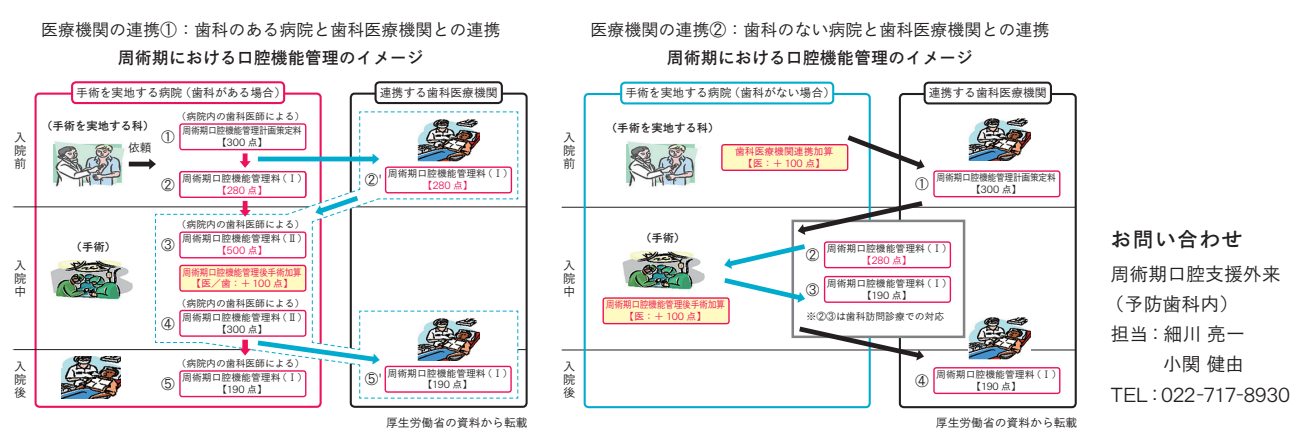 医療機関の連携①：歯科のある病院と歯科医療機関との連携
周術期における口腔機能管理のイメージ
手術を実地する病院（歯科がある場合）
連携する歯科医療機関
入院前
（手術を実地する科）
依頼
（病院内の歯科医師による）
①
周術期口腔機能管理計画策定料
【300 点】
②
周術期口腔機能管理料（Ⅰ）
【280 点】
②'
周術期口腔機能管理料（Ⅰ）
【280 点】
入院中
（手術）
（病院内の歯科医師による）
③
周術期口腔機能管理料（Ⅱ）
【500 点】
周術期口腔機能管理後手術加算
【医／歯：＋100 点】
（病院内の歯科医師による）
④
周術期口腔機能管理料（Ⅱ）
【300 点】
入院後
（病院内の歯科医師による）
⑤
周術期口腔機能管理料（Ⅰ）
【190 点】
⑤'
周術期口腔機能管理料（Ⅰ）
【190 点】
厚生労働省の資料から転載
医療機関の連携②：歯科のない病院と歯科医療機関との連携
周術期における口腔機能管理のイメージ
手術を実地する病院（歯科がない場合）
連携する歯科医療機関
入院前
（手術を実地する科）
歯科医療機関連携加算
【医：＋100 点】
①
周術期口腔機能管理計画策定料
【300 点】
入院中
（手術）
周術期口腔機能管理後手術加算
【医：＋100 点】
②
周術期口腔機能管理料（Ⅰ）
【280 点】
③
周術期口腔機能管理料（Ⅰ）
【190 点】
※②③は歯科訪問診療での対応
入院後
④
周術期口腔機能管理料（Ⅰ）
【190 点】
厚生労働省の資料から転載
お問い合わせ
周術期口腔支援外来
（予防歯科内）
担当：細川 亮一
小関 健由
TEL：022-717-8930